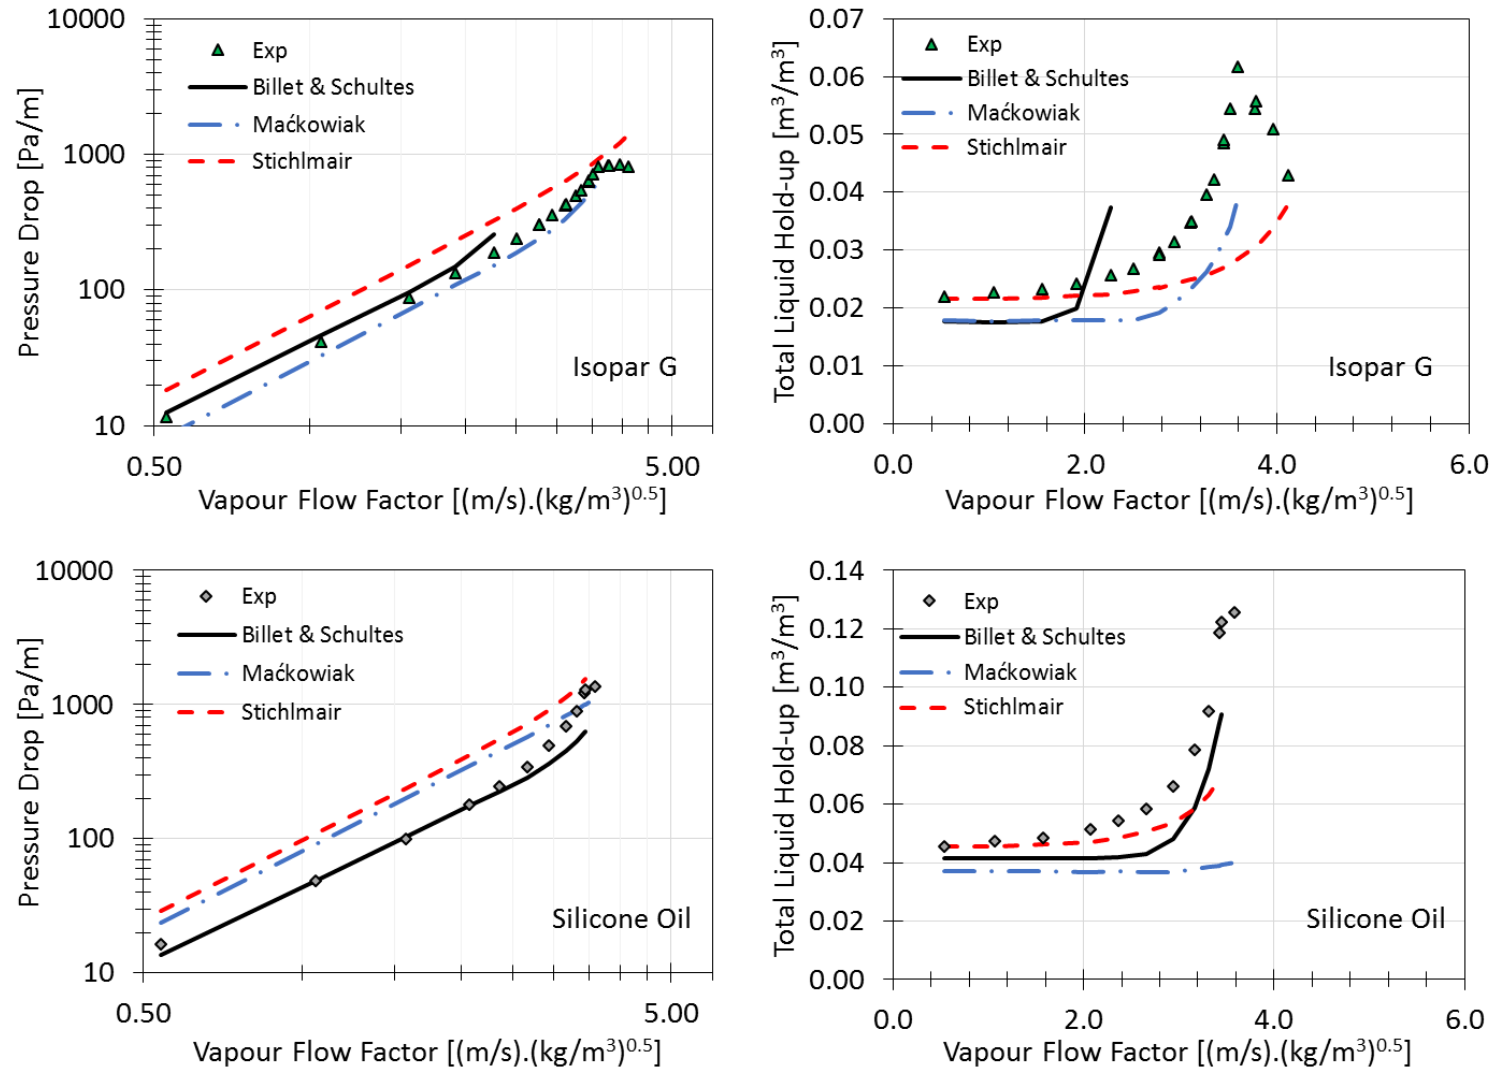 10000
1000
100
10
Pressure Drop [Pa/m]
Exp
Billet & Schultes
Maćkowiak
Stichlmair
Isopar G
0.50
5.00
Vapour Flow Factor [(m/s).(kg/m³)⁰·⁵]
0.07
0.06
0.05
0.04
0.03
0.02
0.01
0.00
Total Liquid Hold-up [m³/m³]
Exp
Billet & Schultes
Maćkowiak
Stichlmair
Isopar G
0.0
2.0
4.0
6.0
Vapour Flow Factor [(m/s).(kg/m³)⁰·⁵]
10000
1000
100
10
Pressure Drop [Pa/m]
Exp
Billet & Schultes
Maćkowiak
Stichlmair
Silicone Oil
0.50
5.00
Vapour Flow Factor [(m/s).(kg/m³)⁰·⁵]
0.14
0.12
0.10
0.08
0.06
0.04
0.02
0.00
Total Liquid Hold-up [m³/m³]
Exp
Billet & Schultes
Maćkowiak
Stichlmair
Silicone Oil
0.0
2.0
4.0
6.0
Vapour Flow Factor [(m/s).(kg/m³)⁰·⁵]